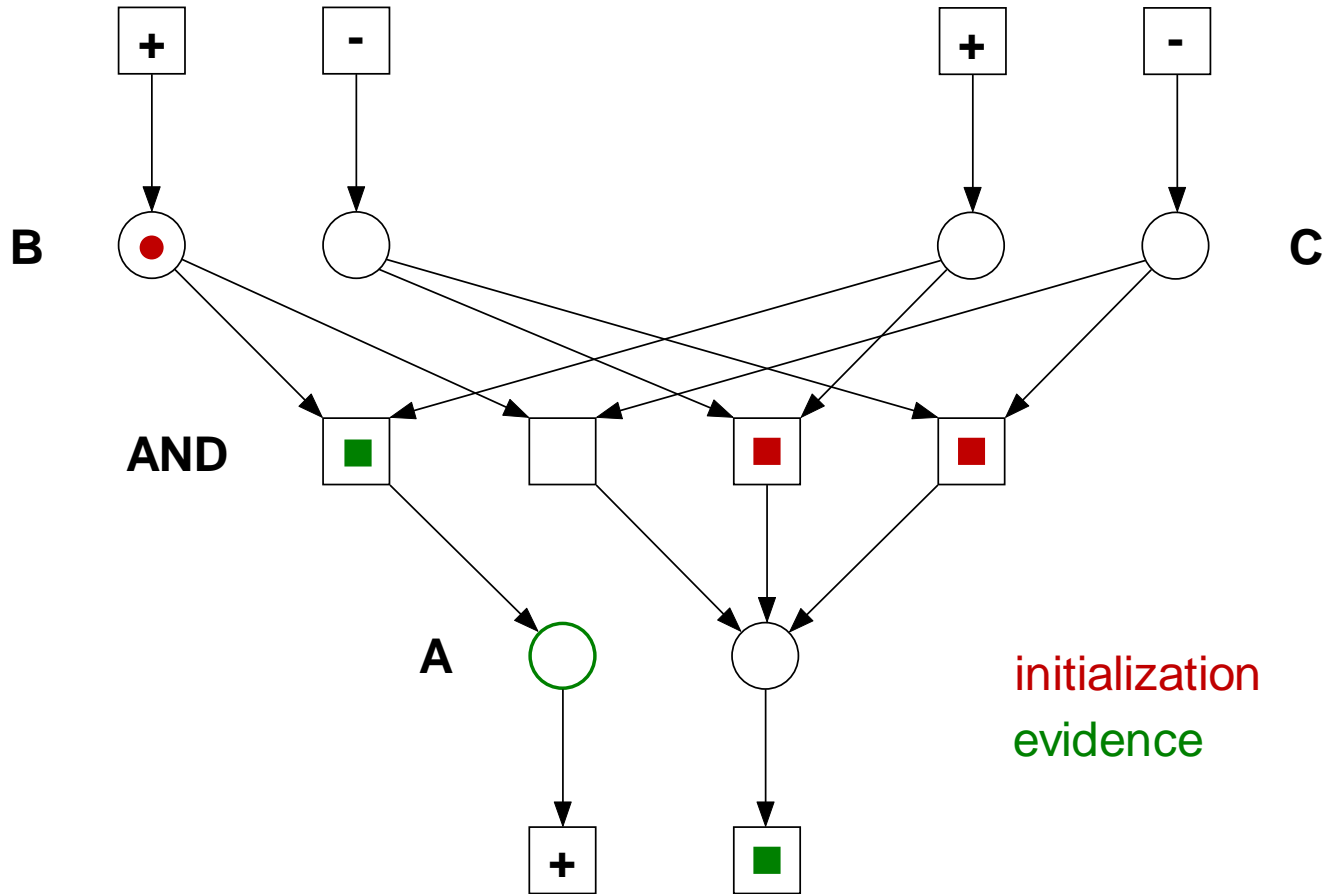 + - + -
B C
AND
A
initialization
evidence
+